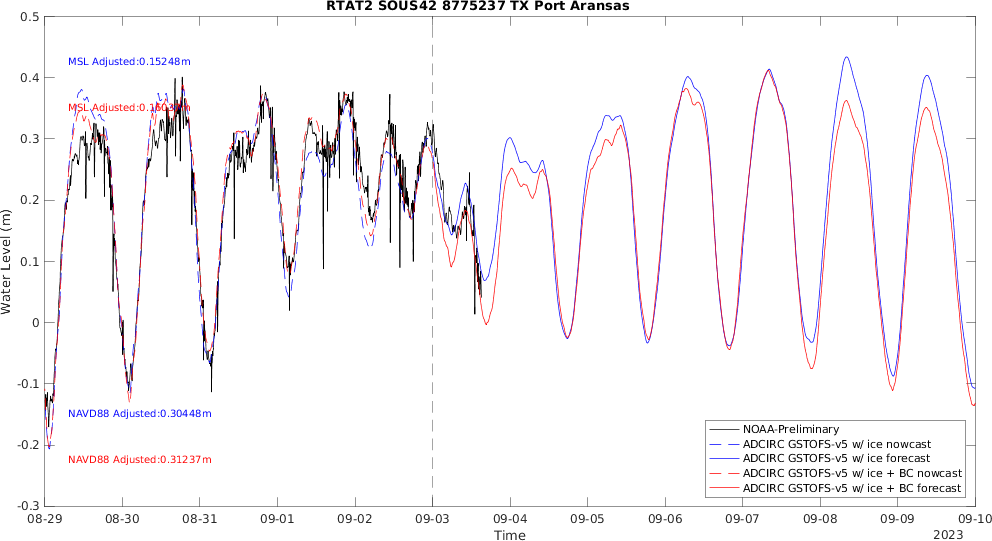 RTAT2 SOUS42 8775237 TX Port Aransas
0.5
0.4
0.3
0.2
0.1
0
-0.1
-0.2
-0.3
Water Level (m)
MSL Adjusted:0.15248m
MSL Adjusted:
NAVD88 Adjusted:0.30448m
NAVD88 Adjusted:0.31237m
NOAA-Preliminary
ADCIRC GSTOFS-v5 w/ ice nowcast
ADCIRC GSTOFS-v5 w/ ice forecast
ADCIRC GSTOFS-v5 w/ ice + BC nowcast
ADCIRC GSTOFS-v5 w/ ice + BC forecast
08-29 08-30 08-31 09-01 09-02 09-03 09-04 09-05 09-06 09-07 09-08 09-09 09-10
Time
2023